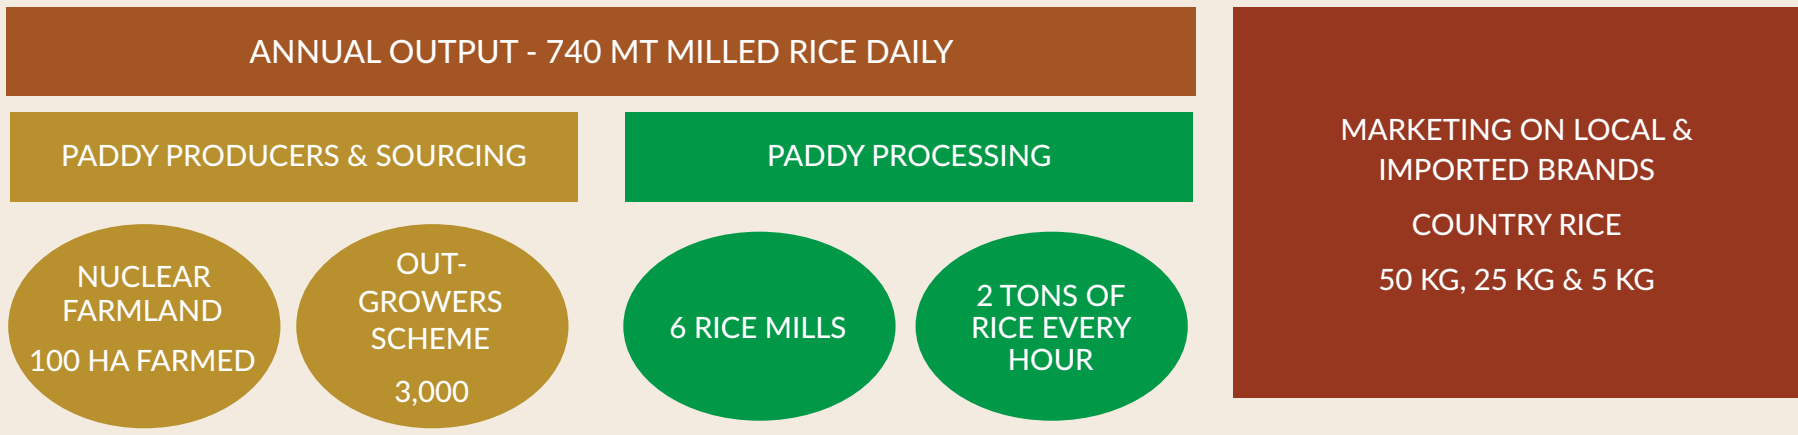 ANNUAL OUTPUT - 740 MT MILLED RICE DAILY
PADDY PRODUCERS & SOURCING
NUCLEAR
FARMLAND
100 HA FARMED
OUT-
GROWERS
SCHEME
3,000
PADDY PROCESSING
6 RICE MILLS
2 TONS OF
RICE EVERY
HOUR
MARKETING ON LOCAL &
IMPORTED BRANDS
COUNTRY RICE
50 KG, 25 KG & 5 KG